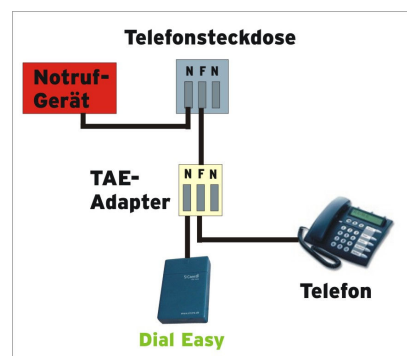 Telefonsteckdose
Notruf-
Gerät
N F N
TAE-
Adapter
N F N
Telefon
Dial Easy